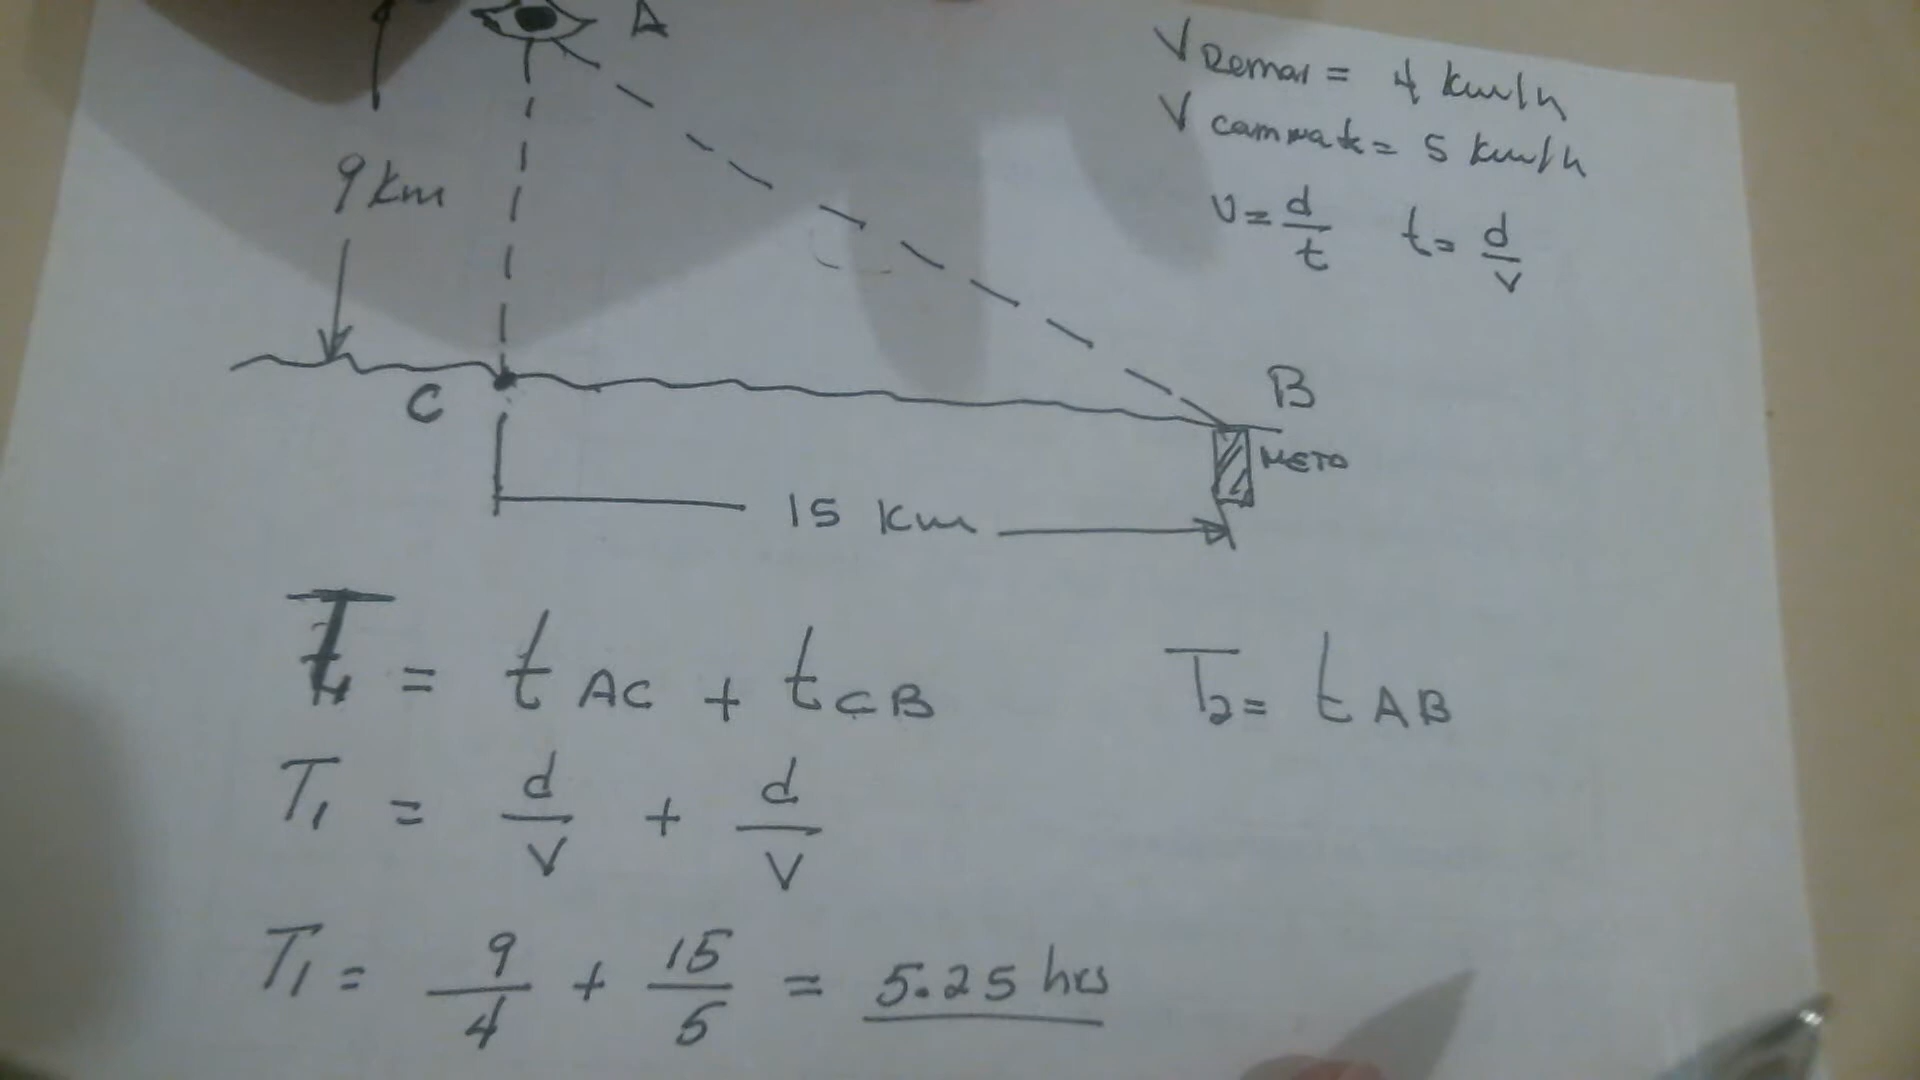 A
V Remar = 4 km/h
V caminata = 5 km/h
9 km
v = d/t t = d/v
C
B
META
15 km
T1 = t AC + t CB
T2 = t AB
T1 = d/v + d/v
T1 = 9/4 + 15/5 = 5.25 hrs